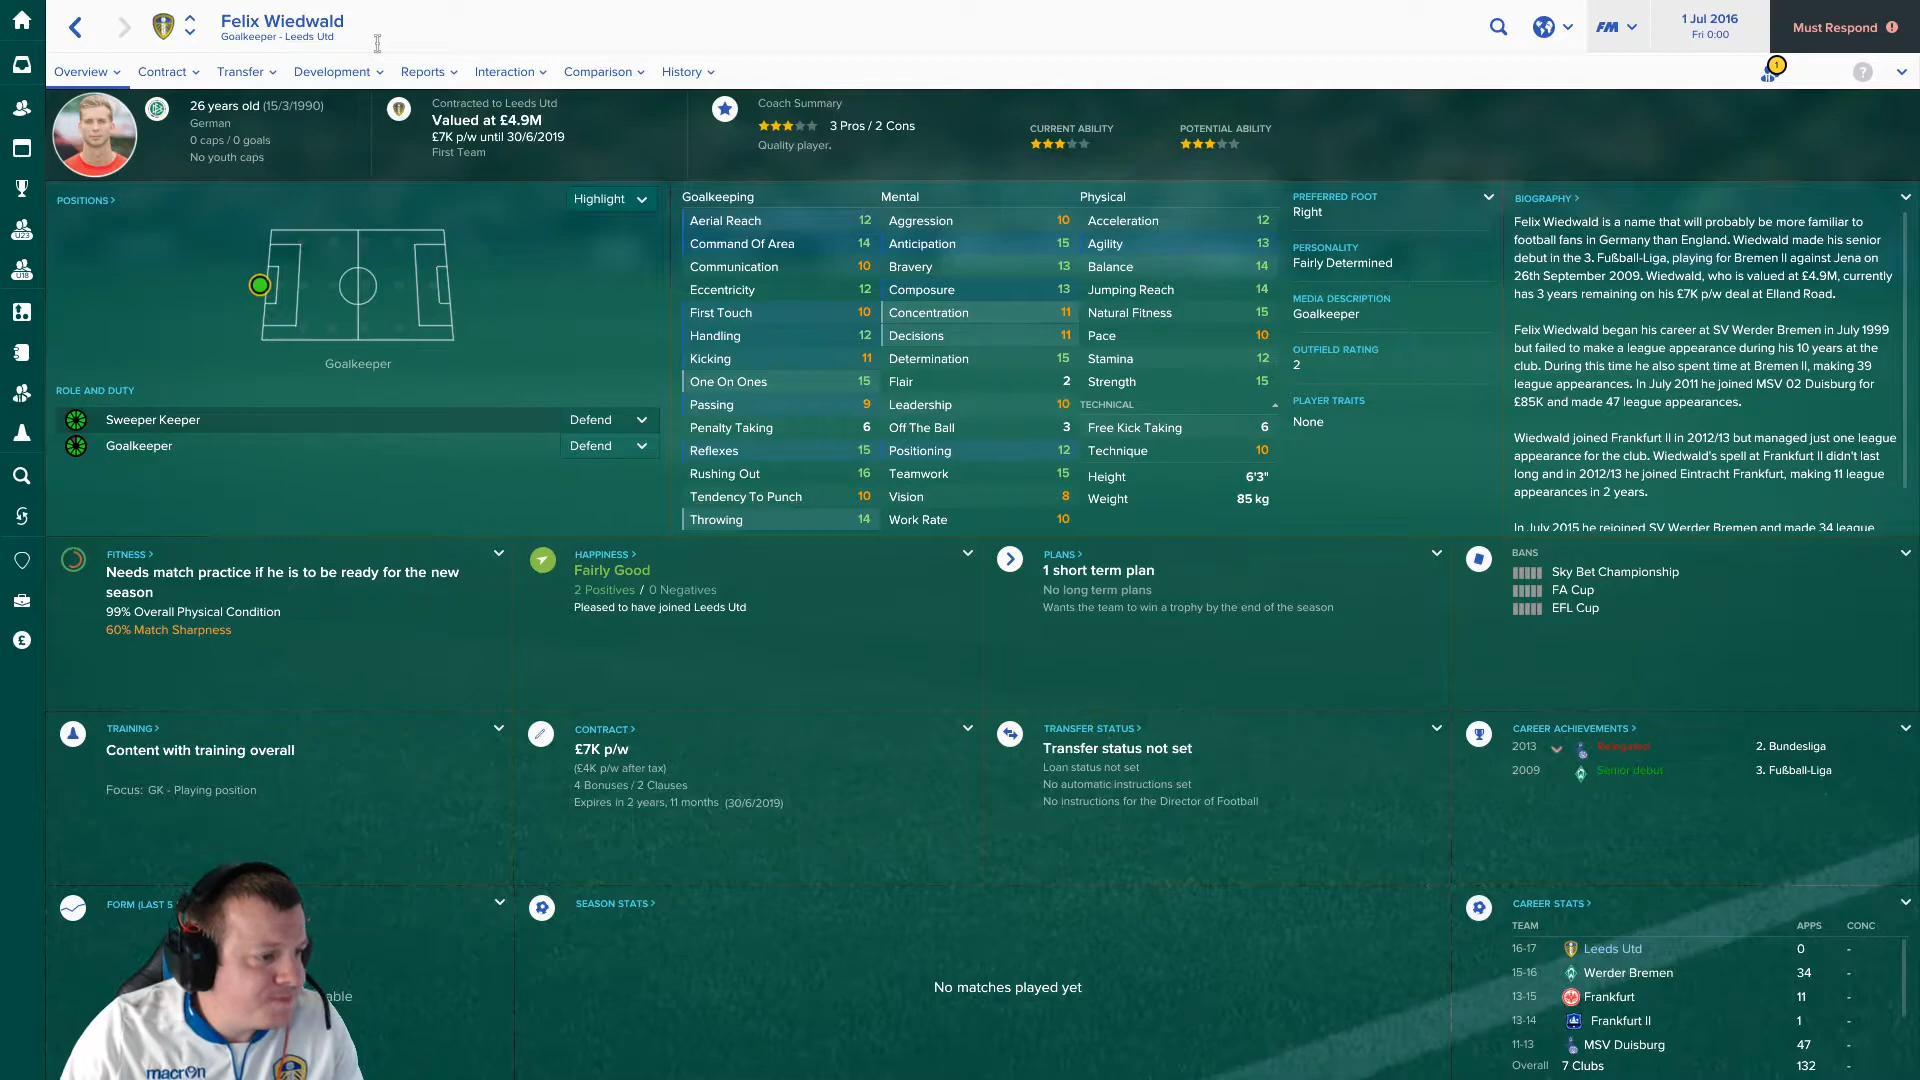 Felix Wiedwald
Goalkeeper - Leeds Utd
FM
1 Jul 2016
Fri 0:00
Must Respond
Overview
Contract
Transfer
Development
Reports
Interaction
Comparison
History
1
?
26 years old (15/3/1990)
German
0 caps / 0 goals
No youth caps
Contracted to Leeds Utd
Valued at £4.9M
£7K p/w until 30/6/2019
First Team
Coach Summary
3 Pros / 2 Cons
Quality player.
CURRENT ABILITY
POTENTIAL ABILITY
U23
U18
POSITIONS >
Highlight
Goalkeeper
ROLE AND DUTY
Sweeper Keeper Defend
Goalkeeper Defend
Goalkeeping
Aerial Reach 12
Command Of Area 14
Communication 10
Eccentricity 12
First Touch 10
Handling 12
Kicking 11
One On Ones 15
Passing 9
Penalty Taking 6
Reflexes 15
Rushing Out 16
Tendency To Punch 10
Throwing 14
Mental
Aggression 10
Anticipation 15
Bravery 13
Composure 13
Concentration 11
Decisions 11
Determination 15
Flair 2
Leadership 10
Off The Ball 3
Positioning 12
Teamwork 15
Vision 8
Work Rate 10
Physical
Acceleration 12
Agility 13
Balance 14
Jumping Reach 14
Natural Fitness 15
Pace 10
Stamina 12
Strength 15
TECHNICAL
Free Kick Taking 6
Technique 10
Height 6'3"
Weight 85 kg
PREFERRED FOOT
Right
PERSONALITY
Fairly Determined
MEDIA DESCRIPTION
Goalkeeper
OUTFIELD RATING
2
PLAYER TRAITS
None
BIOGRAPHY >
Felix Wiedwald is a name that will probably be more familiar to
football fans in Germany than England. Wiedwald made his senior
debut in the 3. Fußball-Liga, playing for Bremen II against Jena on
26th September 2009. Wiedwald, who is valued at £4.9M, currently
has 3 years remaining on his £7K p/w deal at Elland Road.
Felix Wiedwald began his career at SV Werder Bremen in July 1999
but failed to make a league appearance during his 10 years at the
club. During this time he also spent time at Bremen II, making 39
league appearances. In July 2011 he joined MSV 02 Duisburg for
£85K and made 47 league appearances.
Wiedwald joined Frankfurt II in 2012/13 but managed just one league
appearance for the club. Wiedwald's spell at Frankfurt II didn't last
long and in 2012/13 he joined Eintracht Frankfurt, making 11 league
appearances in 2 years.
In July 2015 he rejoined SV Werder Bremen and made 34 league
FITNESS >
Needs match practice if he is to be ready for the new
season
99% Overall Physical Condition
60% Match Sharpness
HAPPINESS >
Fairly Good
2 Positives / 0 Negatives
Pleased to have joined Leeds Utd
PLANS >
1 short term plan
No long term plans
Wants the team to win a trophy by the end of the season
BANS
Sky Bet Championship
FA Cup
EFL Cup
TRAINING >
Content with training overall
Focus: GK - Playing position
CONTRACT >
£7K p/w
(£4K p/w after tax)
4 Bonuses / 2 Clauses
Expires in 2 years, 11 months (30/6/2019)
TRANSFER STATUS >
Transfer status not set
Loan status not set
No automatic instructions set
No instructions for the Director of Football
CAREER ACHIEVEMENTS >
2013 Relegated 2. Bundesliga
2009 Senior debut 3. Fußball-Liga
FORM (LAST 5
able
macron
SEASON STATS >
No matches played yet
CAREER STATS >
TEAM APPS CONC
16-17 Leeds Utd 0 -
15-16 Werder Bremen 34 -
13-15 Frankfurt 11 -
13-14 Frankfurt II 1 -
11-13 MSV Duisburg 47 -
Overall 7 Clubs 132 -